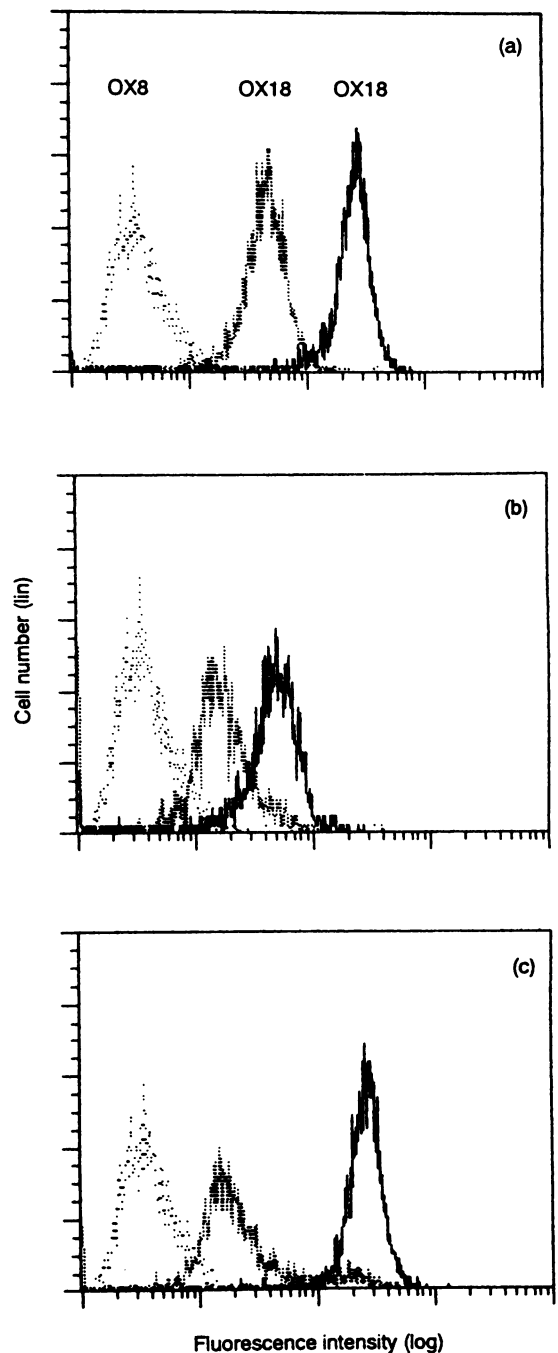 (a)
OX8 OX18 OX18
(b)
Cell number (lin)
(c)
Fluorescence intensity (log)